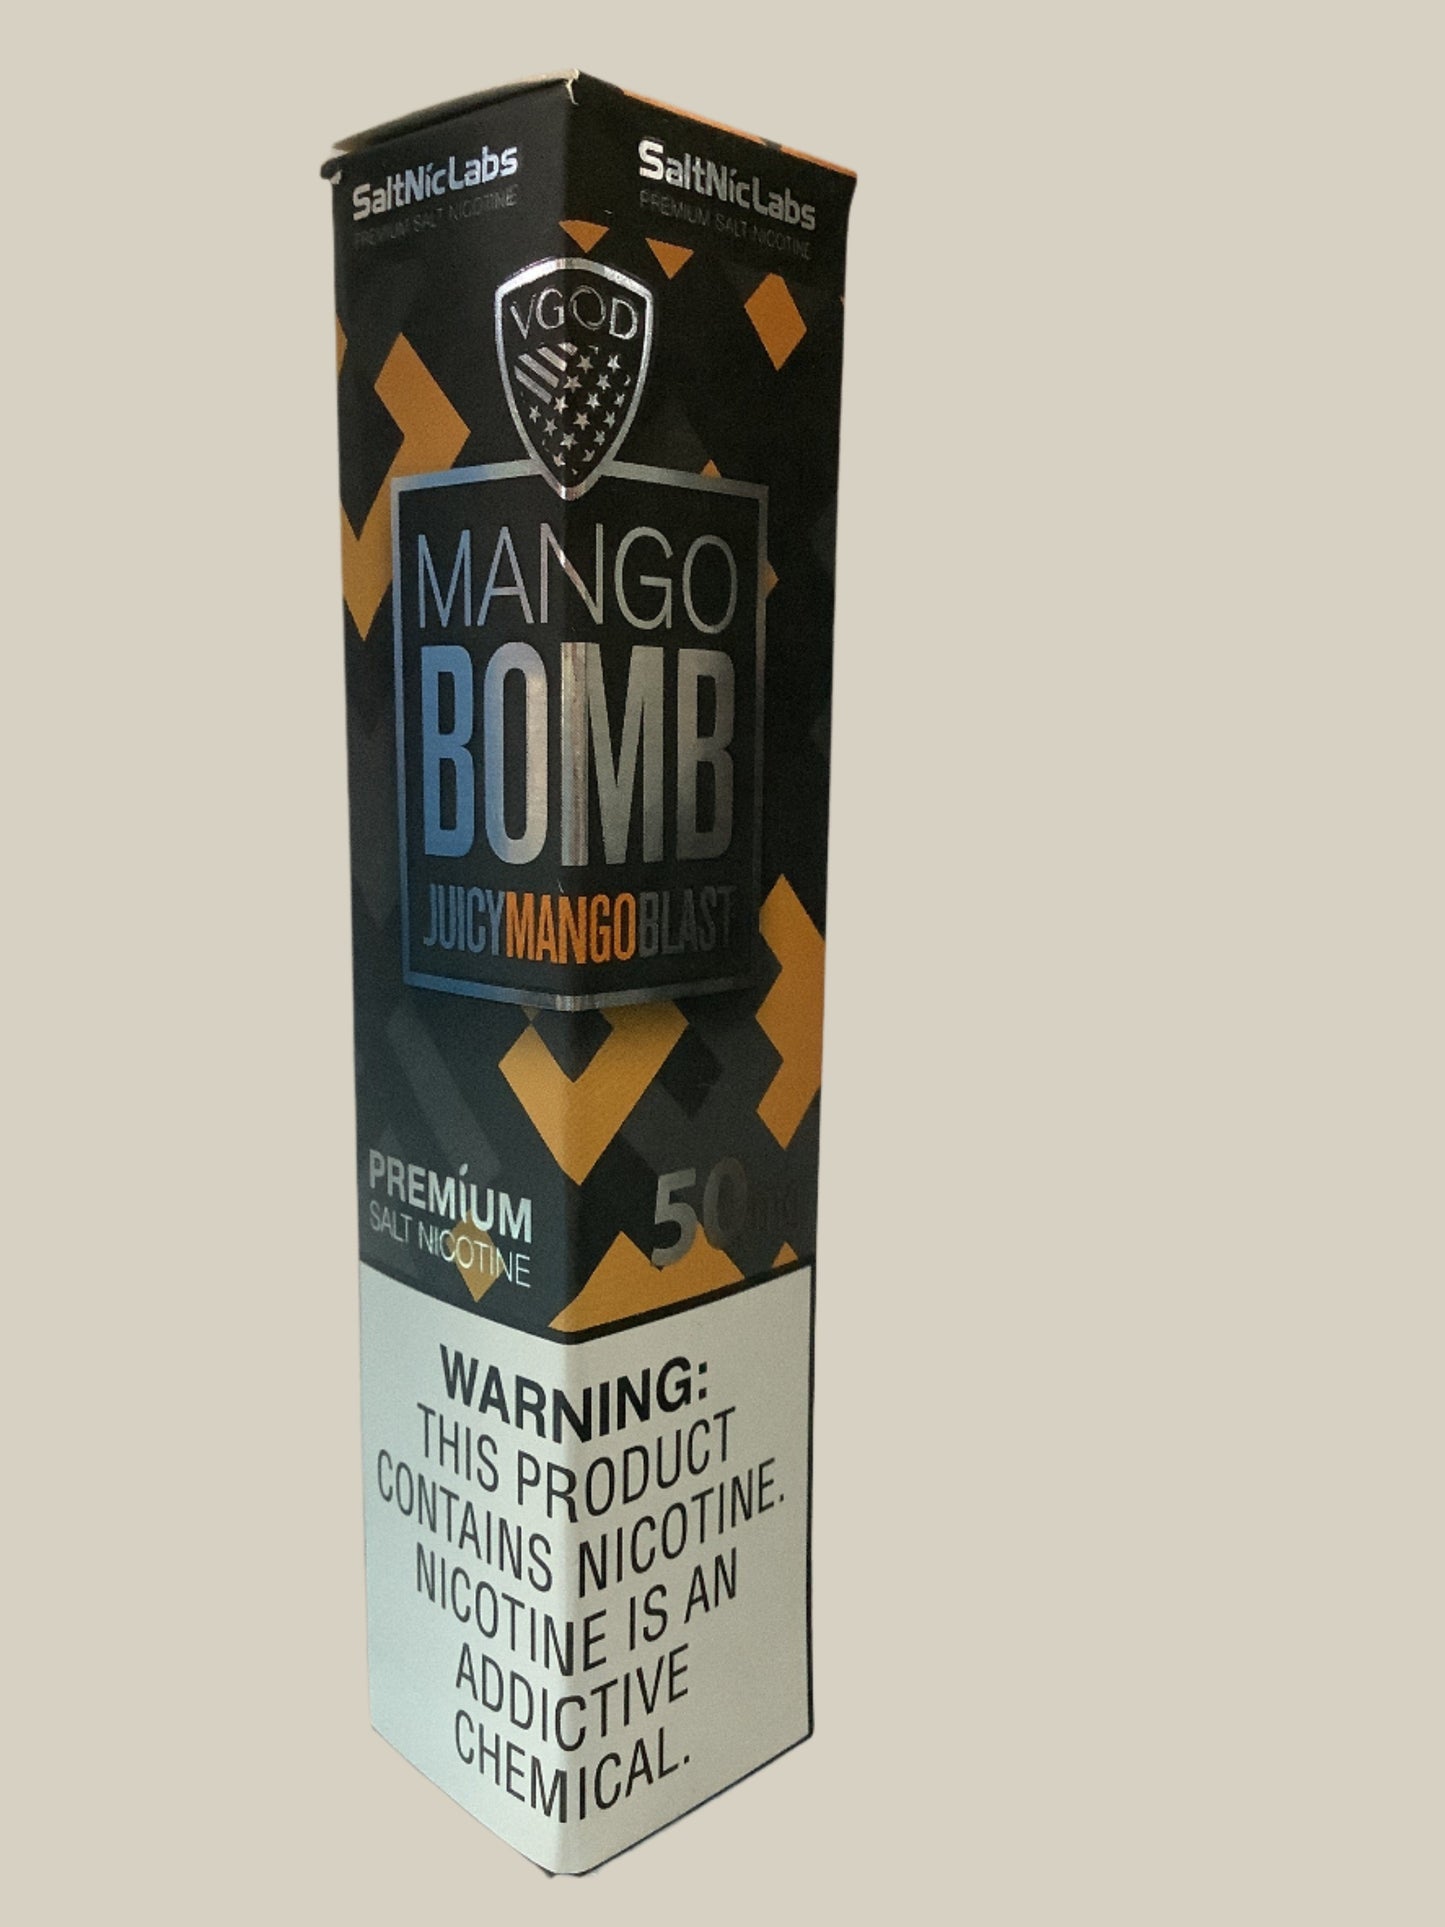 SaltNicLabs
PREMIUM SALT NICOTINE
SaltNicLabs
PREMIUM SALT NICOTINE
VGOD
MANGO
BOMB
JUICYMANGOBLAST
PREMIUM
SALT NICOTINE
50mg
WARNING:
THIS PRODUCT
CONTAINS NICOTINE.
NICOTINE IS AN
ADDICTIVE
CHEMICAL.